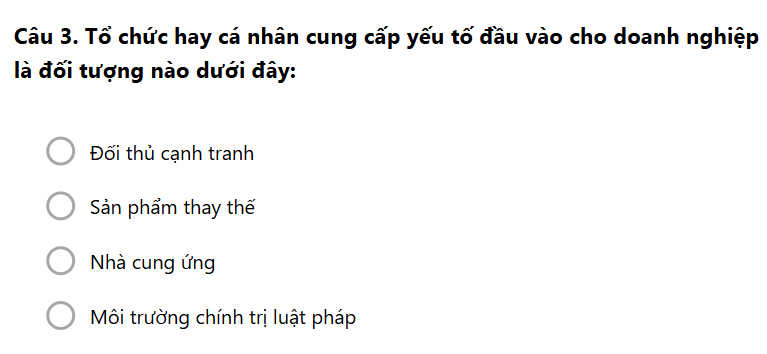 Câu 3. Tổ chức hay cá nhân cung cấp yếu tố đầu vào cho doanh nghiệp
là đối tượng nào dưới đây:
Đối thủ cạnh tranh
Sản phẩm thay thế
Nhà cung ứng
Môi trường chính trị luật pháp